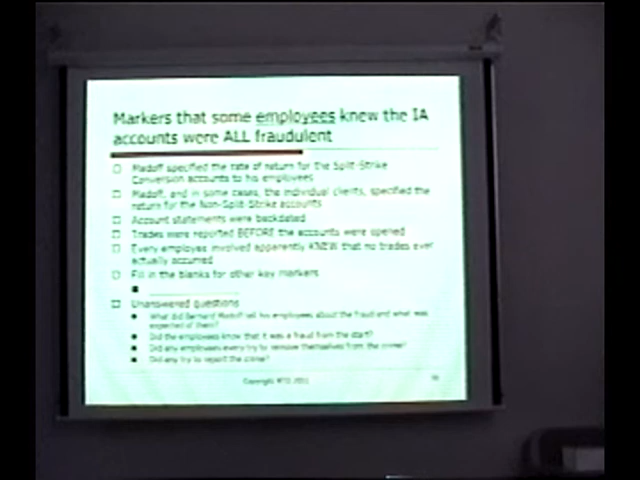 Markers that some employees knew the IA
accounts were ALL fraudulent
Madoff specified the rate of return for the Split-Strike
Conversion accounts to his employees
Madoff, and in some cases, the individual clients, specified the
return for the Non-Split-Strike accounts
Account statements were backdated
Trades were reported BEFORE the accounts were opened
Every employee involved apparently KNEW that no trades ever
actually occurred
Fill in the blanks for other key markers
Unanswered questions
What did Bernard Madoff tell his employees about the fraud and what was
expected of them?
Did the employees know that it was a fraud from the start?
Did any employees every try to remove themselves from the crime?
Did any try to report the crime?
Copyright 2011